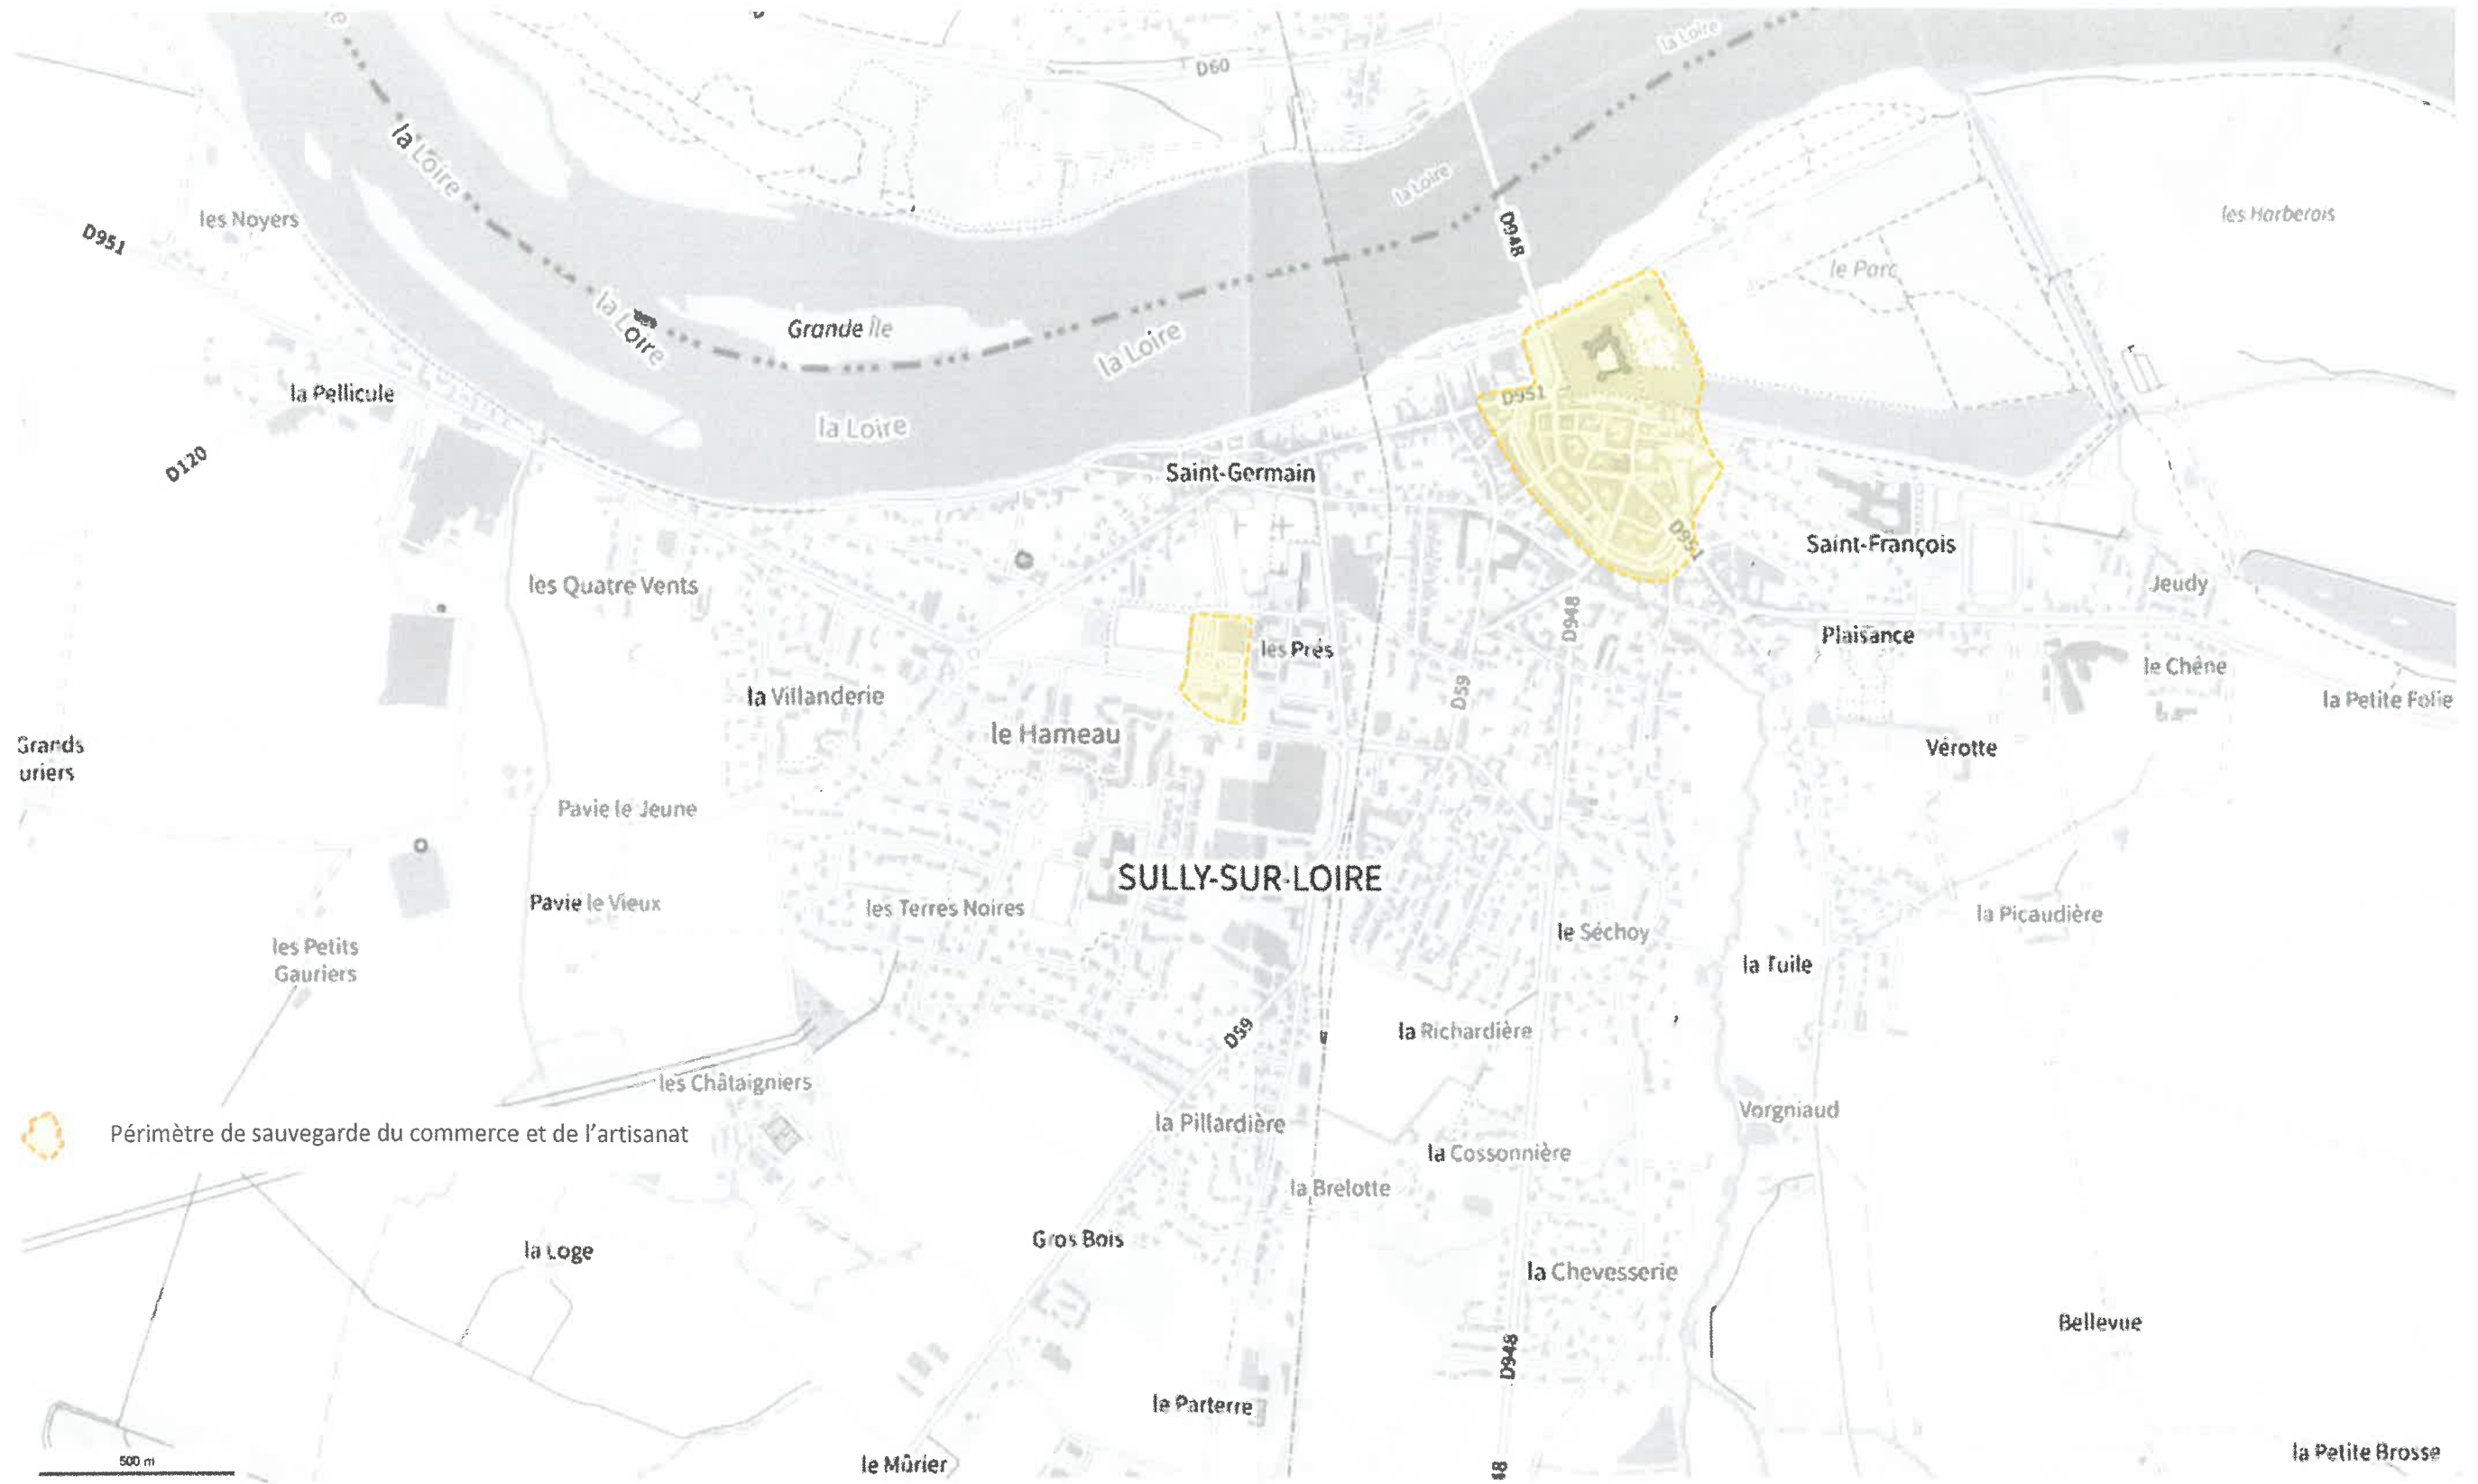 la Loire
D60
la Loire
la Loire
D948
les Noyers
les Harberois
D951
le Parc
la Loire
Grande Île
la Loire
la Pellicule
D951
la Loire
D120
Saint-Germain
D951
Saint-François
les Quatre Vents
Jeudy
D948
Plaisance
les Prés
le Chêne
la Villanderie
D59
la Petite Folie
le Hameau
Grands
uriers
Vérotte
Pavie le Jeune
SULLY-SUR-LOIRE
Pavie le Vieux
les Terres Noires
la Picaudière
le Séchoy
les Petits
Gauriers
la Tuile
D59
la Richardière
les Châtaigniers
Vorgniaud
la Pillardière
Périmètre de sauvegarde du commerce et de l'artisanat
la Cossonnière
la Brelotte
Gros Bois
la Loge
la Chevesserie
Bellevue
D948
le Parterre
la Petite Brosse
500 m
le Mûrier
48